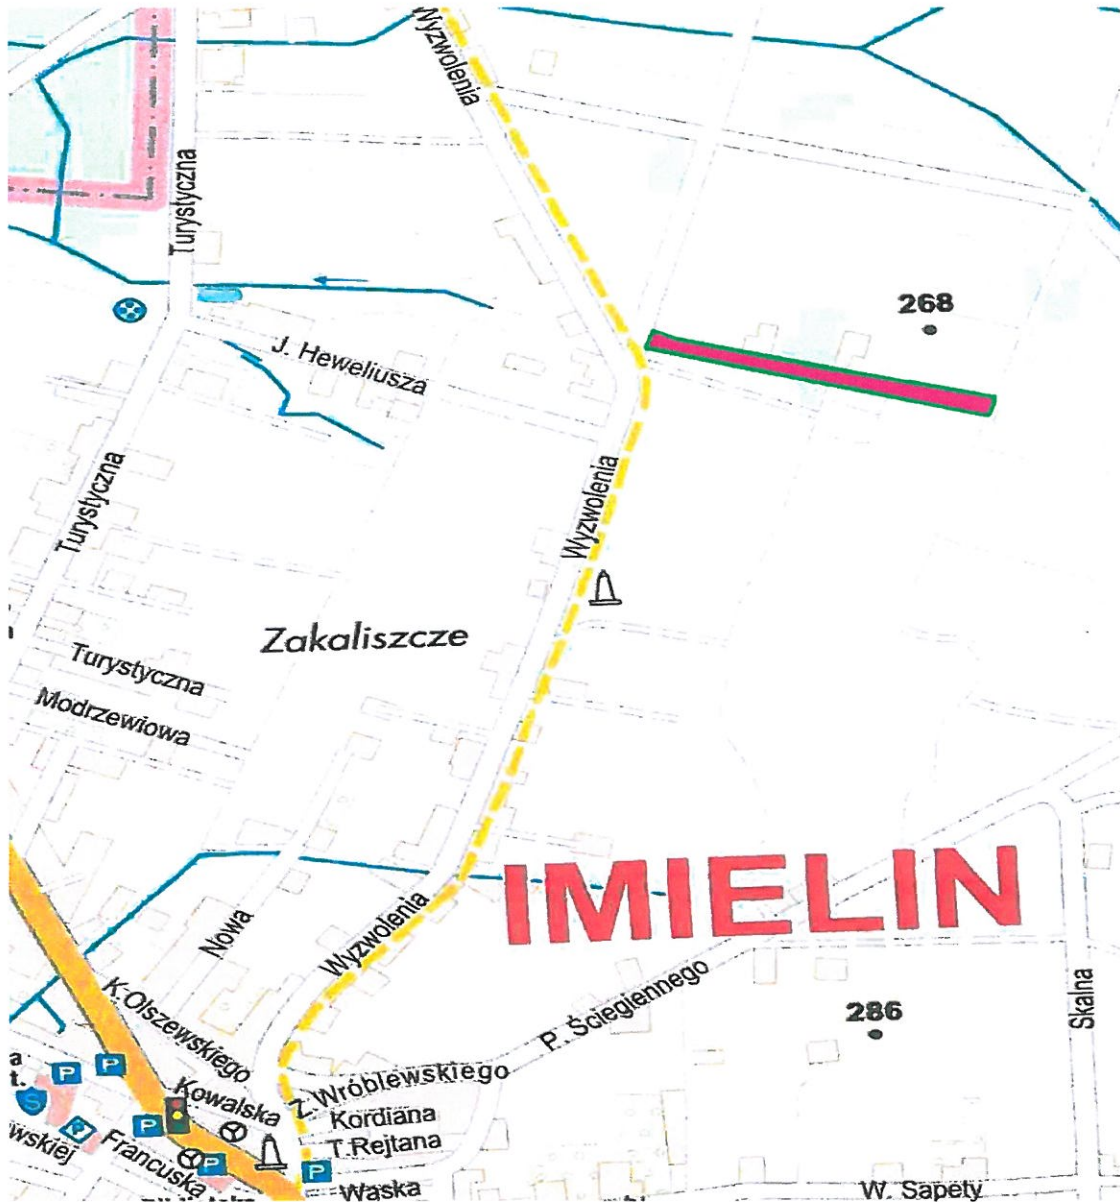 Wyzwolenia
Turystyczna
268
J. Heweliusza
Turystyczna
Wyzwolenia
Zakaliszcze
Turystyczna
Modrzewiowa
IMIELIN
Wyzwolenia
Nowa
P. Ściegiennego
Skalna
K.Olszewskiego
286
a
t.
P
P
Z. Wróblewskiego
Kowalska
S
Kordiana
P
T.Rejtana
wskiej
Francuska
P
P
Wąska
W. Sapety